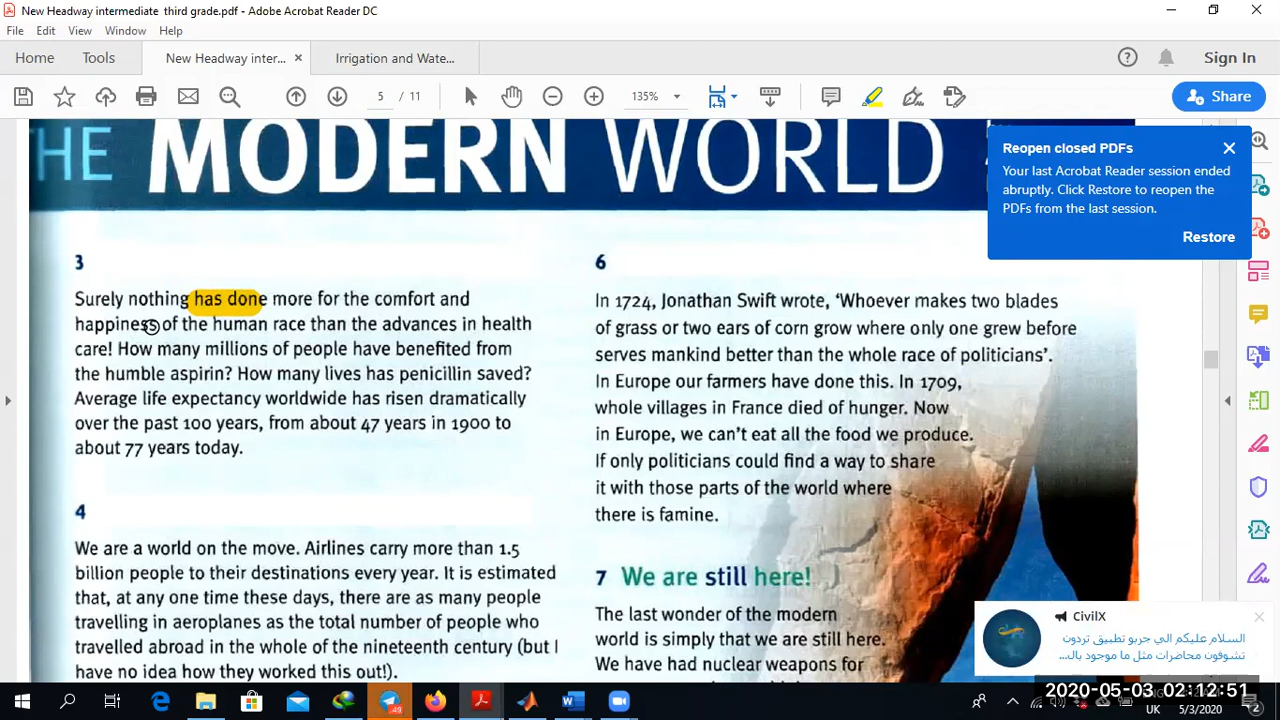 New Headway intermediate third grade.pdf - Adobe Acrobat Reader DC
File Edit View Window Help
Home Tools New Headway inter... × Irrigation and Wate... Sign In
5 / 11 135% Share
HE MODERN WORLD
Reopen closed PDFs
Your last Acrobat Reader session ended
abruptly. Click Restore to reopen the
PDFs from the last session.
Restore
3
Surely nothing has done more for the comfort and
happiness of the human race than the advances in health
care! How many millions of people have benefited from
the humble aspirin? How many lives has penicillin saved?
Average life expectancy worldwide has risen dramatically
over the past 100 years, from about 47 years in 1900 to
about 77 years today.
4
We are a world on the move. Airlines carry more than 1.5
billion people to their destinations every year. It is estimated
that, at any one time these days, there are as many people
travelling in aeroplanes as the total number of people who
travelled abroad in the whole of the nineteenth century (but I
have no idea how they worked this out!).
6
In 1724, Jonathan Swift wrote, ‘Whoever makes two blades
of grass or two ears of corn grow where only one grew before
serves mankind better than the whole race of politicians’.
In Europe our farmers have done this. In 1709,
whole villages in France died of hunger. Now
in Europe, we can’t eat all the food we produce.
If only politicians could find a way to share
it with those parts of the world where
there is famine.
7 We are still here!
The last wonder of the modern
world is simply that we are still here.
We have had nuclear weapons for
CivilX
السلام عليكم الي جربو تطبيق تردون
تشوفون محاضرات مثل ما موجود بالـ...
49
2020-05-03 02:12:51
UK 5/3/2020 2